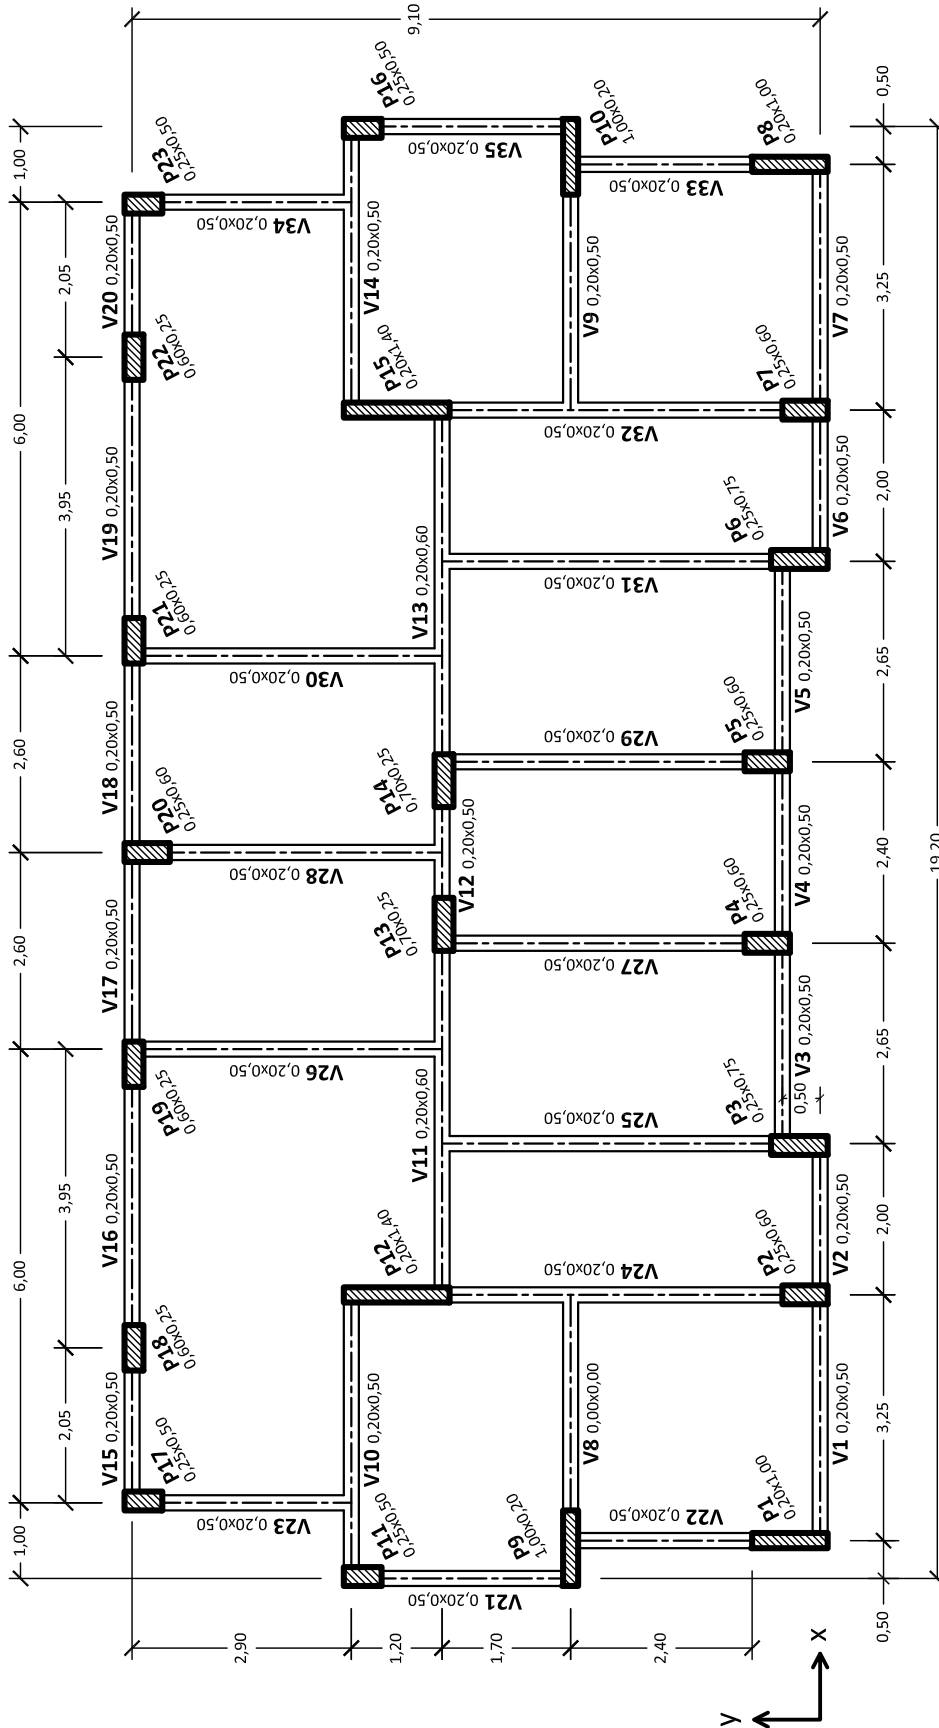 1,00
6,00
2,60
2,60
6,00
1,00
2,05
3,95
3,95
2,05
V15 0,20x0,50
V16 0,20x0,50
V17 0,20x0,50
V18 0,20x0,50
V19 0,20x0,50
V20 0,20x0,50
P17
0,25x0,50
P18
0,60x0,25
P19
0,60x0,25
P20
0,25x0,60
P21
0,60x0,25
P22
0,60x0,25
P23
0,25x0,50
2,90
V23 0,20x0,50
V26 0,20x0,50
V28 0,20x0,50
V30 0,20x0,50
V34 0,20x0,50
9,10
P11
0,25x0,50
V10 0,20x0,50
P12
0,20x1,40
P13
0,70x0,25
P14
0,70x0,25
P15
0,20x1,40
V14 0,20x0,50
P16
0,25x0,50
1,20
V11 0,20x0,60
V12 0,20x0,50
V13 0,20x0,60
1,70
V21 0,20x0,50
V35 0,20x0,50
P9
1,00x0,20
V8 0,00x0,00
V9 0,20x0,50
P10
1,00x0,20
2,40
V22 0,20x0,50
V24 0,20x0,50
V25 0,20x0,50
V27 0,20x0,50
V29 0,20x0,50
V31 0,20x0,50
V32 0,20x0,50
V33 0,20x0,50
P1
0,20x1,00
P2
0,25x0,60
P3
0,25x0,75
P4
0,25x0,60
P5
0,25x0,60
P6
0,25x0,75
P7
0,25x0,60
P8
0,20x1,00
V3 0,20x0,50
V4 0,20x0,50
V5 0,20x0,50
0,50
V1 0,20x0,50
V2 0,20x0,50
V6 0,20x0,50
V7 0,20x0,50
y
x
0,50
3,25
2,00
2,65
2,40
2,65
2,00
3,25
0,50
19,20